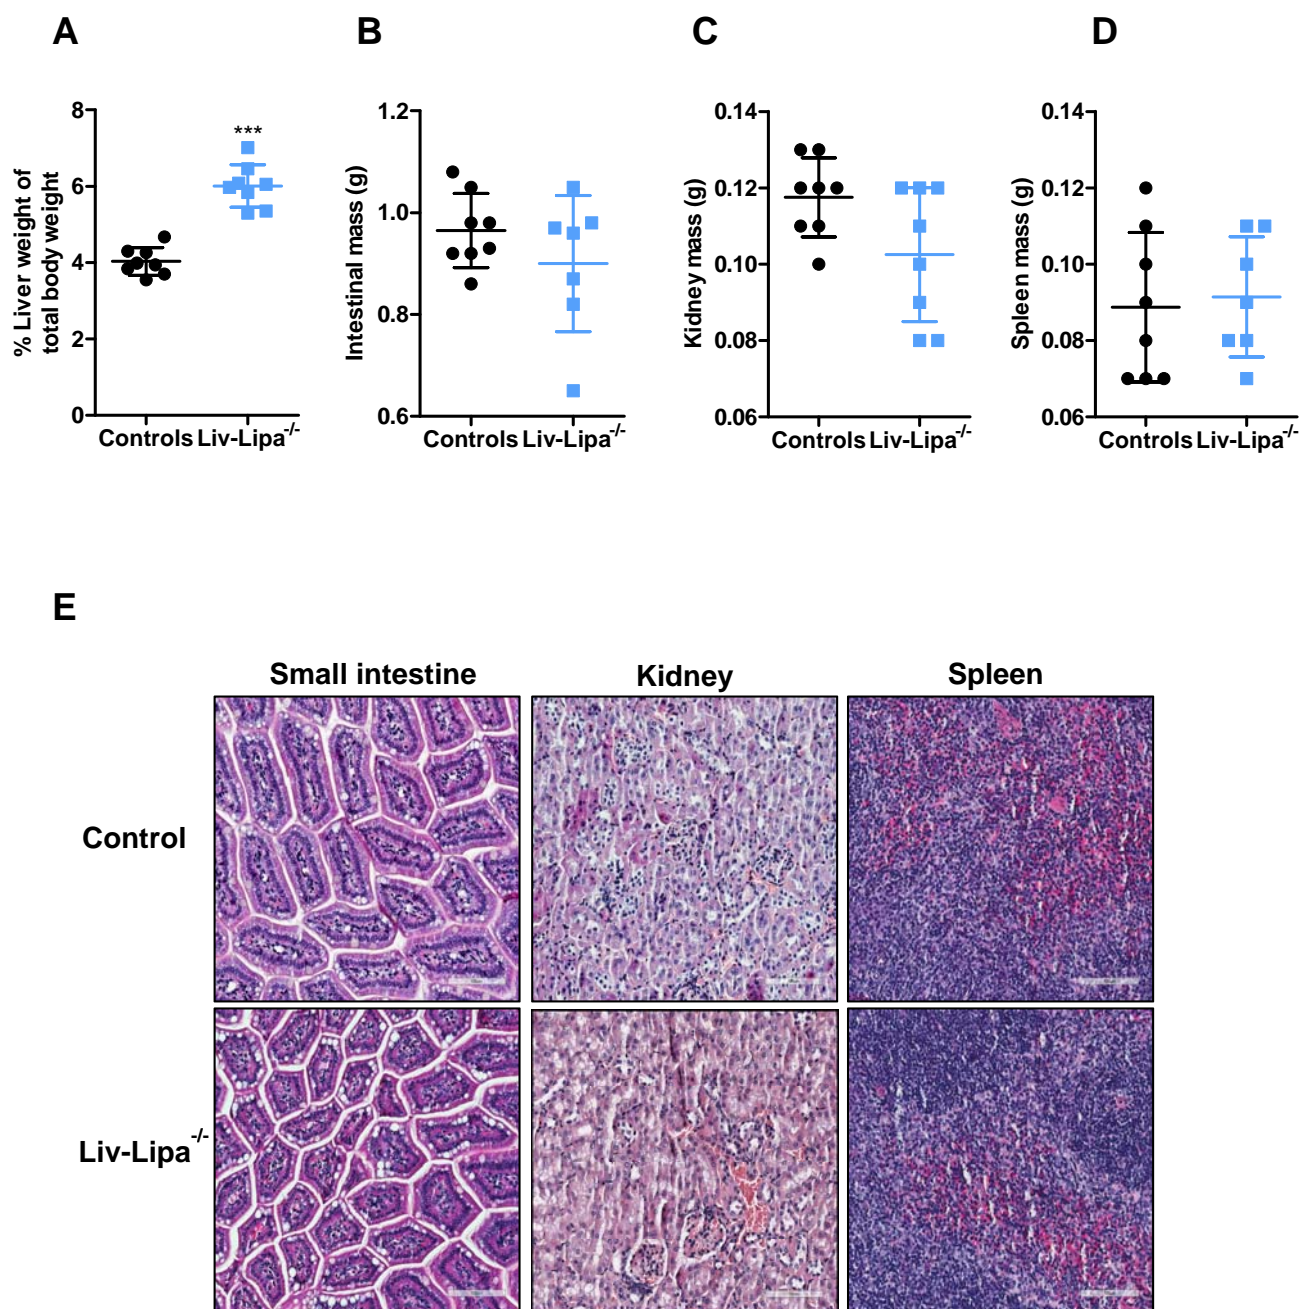 A
B
C
D
% Liver weight of
total body weight
8
6
4
2
0
***
Controls Liv-Lipa-/-
Intestinal mass (g)
1.2
1.0
0.8
0.6
Controls Liv-Lipa-/-
Kidney mass (g)
0.14
0.12
0.10
0.08
0.06
Controls Liv-Lipa-/-
Spleen mass (g)
0.14
0.12
0.10
0.08
0.06
Controls Liv-Lipa-/-
E
Small intestine
Kidney
Spleen
Control
Liv-Lipa-/-